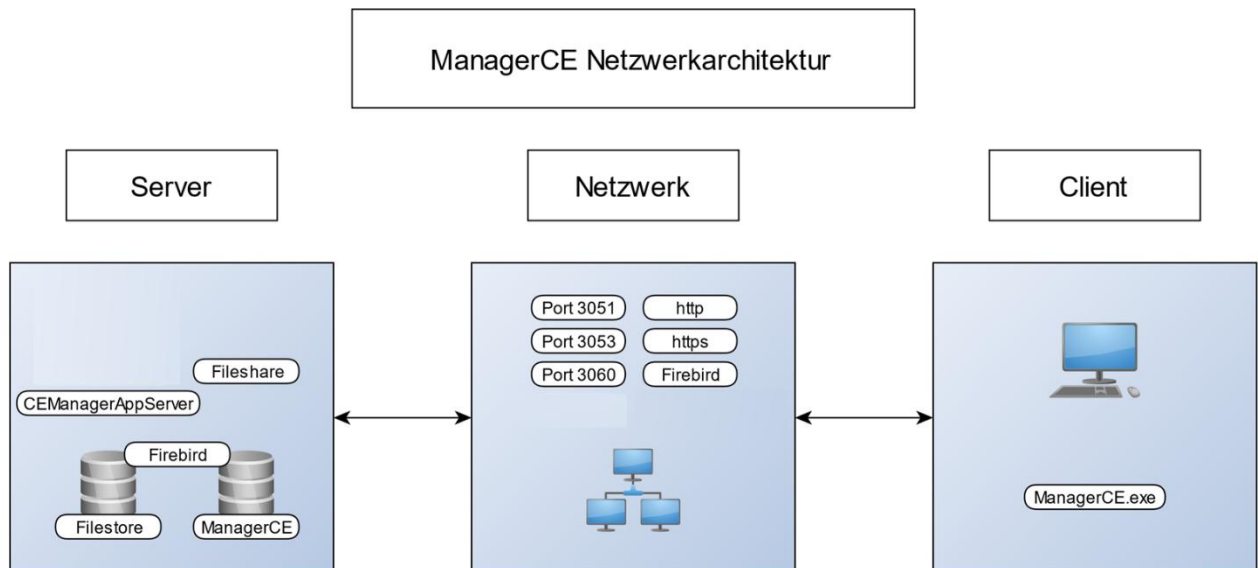 ManagerCE Netzwerkarchitektur
Server
Netzwerk
Client
Fileshare
CEManagerAppServer
Firebird
Filestore
ManagerCE
Port 3051
http
Port 3053
https
Port 3060
Firebird
ManagerCE.exe